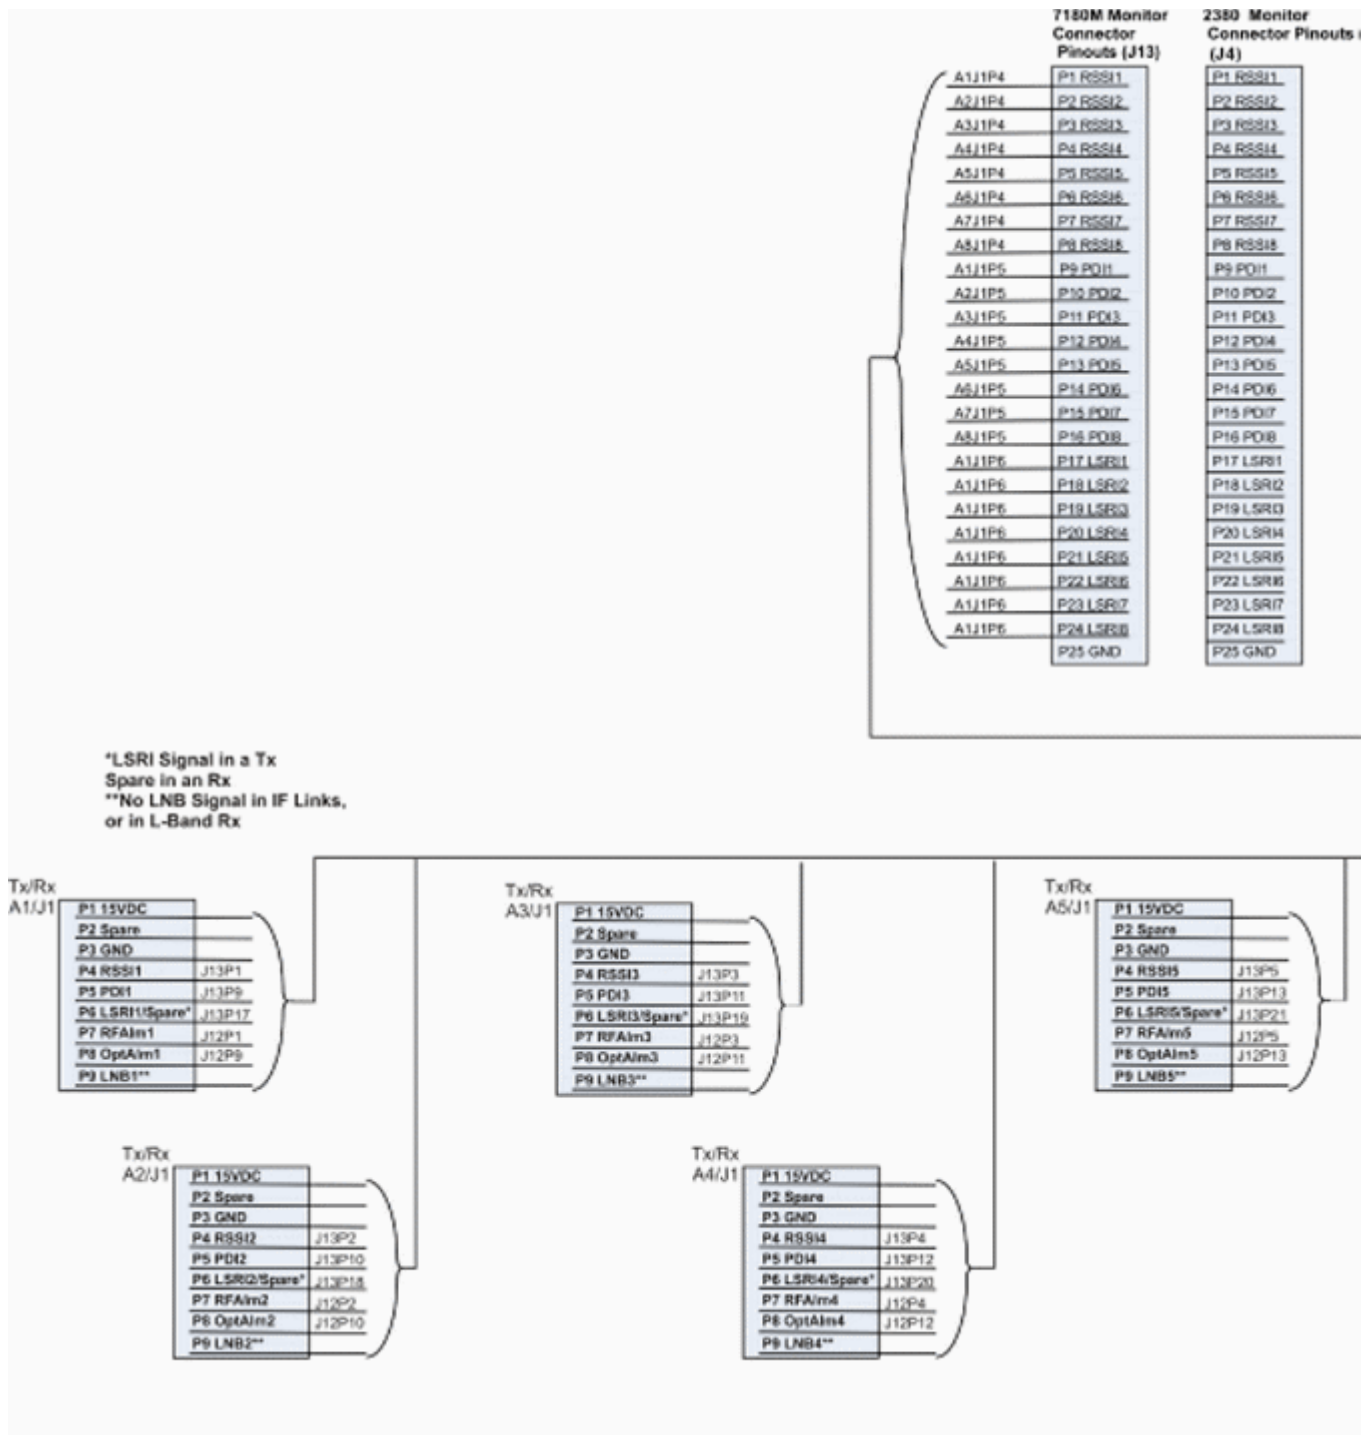 7180M Monitor
Connector
Pinouts (J13)
2380 Monitor
Connector Pinouts
(J4)
A1J1P4 P1 RSSI1 P1 RSSI1
A2J1P4 P2 RSSI2 P2 RSSI2
A3J1P4 P3 RSSI3 P3 RSSI3
A4J1P4 P4 RSSI4 P4 RSSI4
A5J1P4 P5 RSSI5 P5 RSSI5
A6J1P4 P6 RSSI6 P6 RSSI6
A7J1P4 P7 RSSI7 P7 RSSI7
A8J1P4 P8 RSSI8 P8 RSSI8
A1J1P5 P9 PDI1 P9 PDI1
A2J1P5 P10 PDI2 P10 PDI2
A3J1P5 P11 PDI3 P11 PDI3
A4J1P5 P12 PDI4 P12 PDI4
A5J1P5 P13 PDI5 P13 PDI5
A6J1P5 P14 PDI6 P14 PDI6
A7J1P5 P15 PDI7 P15 PDI7
A8J1P5 P16 PDI8 P16 PDI8
A1J1P6 P17 LSRI1 P17 LSRI1
A1J1P6 P18 LSRI2 P18 LSRI2
A1J1P6 P19 LSRI3 P19 LSRI3
A1J1P6 P20 LSRI4 P20 LSRI4
A1J1P6 P21 LSRI5 P21 LSRI5
A1J1P6 P22 LSRI6 P22 LSRI6
A1J1P6 P23 LSRI7 P23 LSRI7
A1J1P6 P24 LSRI8 P24 LSRI8
P25 GND P25 GND
*LSRI Signal in a Tx
Spare in an Rx
**No LNB Signal in IF Links,
or in L-Band Rx
Tx/Rx
A1/J1
P1 15VDC
P2 Spare
P3 GND
P4 RSSI1 J13P1
P5 PDI1 J13P9
P6 LSRI1/Spare* J13P17
P7 RFAlm1 J12P1
P8 OptAlm1 J12P9
P9 LNB1**
Tx/Rx
A3/J1
P1 15VDC
P2 Spare
P3 GND
P4 RSSI3 J13P3
P5 PDI3 J13P11
P6 LSRI3/Spare* J13P19
P7 RFAlm3 J12P3
P8 OptAlm3 J12P11
P9 LNB3**
Tx/Rx
A5/J1
P1 15VDC
P2 Spare
P3 GND
P4 RSSI5 J13P5
P5 PDI5 J13P13
P6 LSRI5/Spare* J13P21
P7 RFAlm5 J12P5
P8 OptAlm5 J12P13
P9 LNB5**
Tx/Rx
A2/J1
P1 15VDC
P2 Spare
P3 GND
P4 RSSI2 J13P2
P5 PDI2 J13P10
P6 LSRI2/Spare* J13P18
P7 RFAlm2 J12P2
P8 OptAlm2 J12P10
P9 LNB2**
Tx/Rx
A4/J1
P1 15VDC
P2 Spare
P3 GND
P4 RSSI4 J13P4
P5 PDI4 J13P12
P6 LSRI4/Spare* J13P20
P7 RFAlm4 J12P4
P8 OptAlm4 J12P12
P9 LNB4**